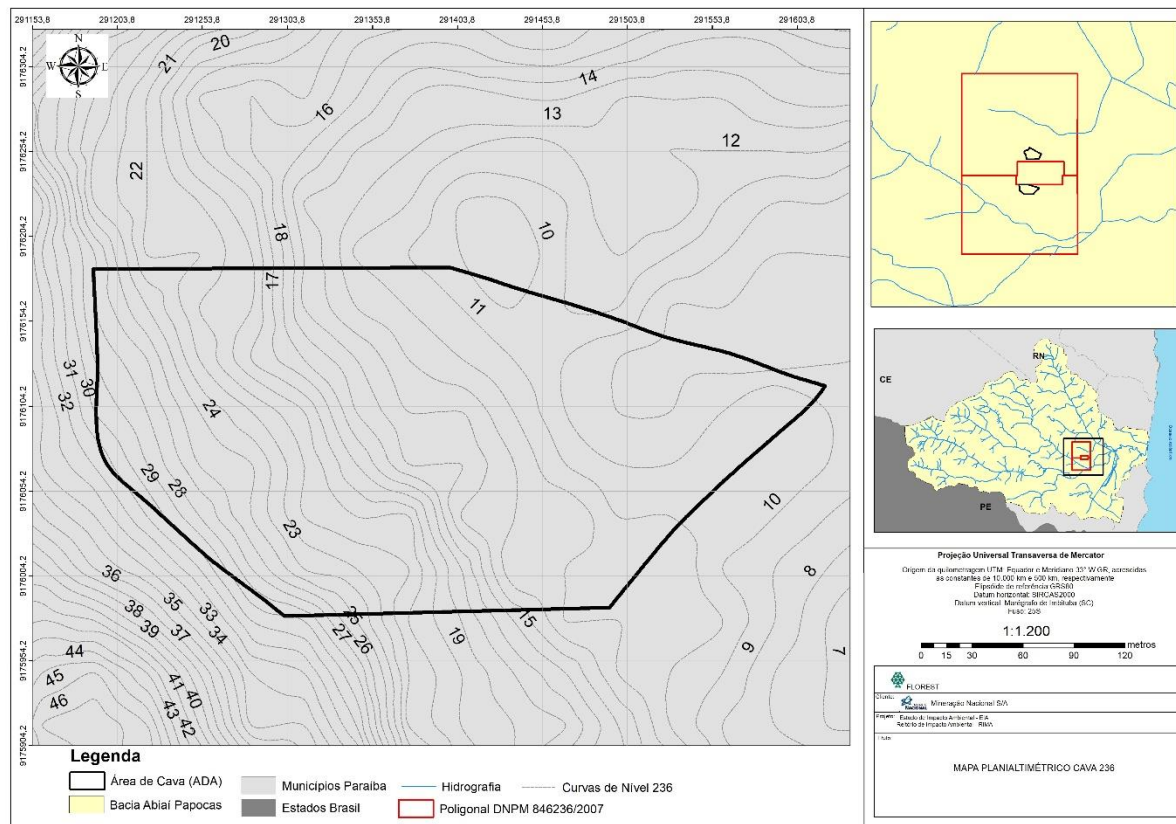 291153,8 291203,8 291253,8 291303,8 291353,8 291403,8 291453,8 291503,8 291553,8 291603,8
9176304,2
9176254,2
9176204,2
9176154,2
9176104,2
9176054,2
9176004,2
9175954,2
9175904,2
N
W L
S
20
21
14
16
13
12
22
18
10
17
11
31
30
32
24
29
28
23
10
36
35
33
38
39
37
34
25
27
26
19
15
8
9
7
44
45
46
41
40
43
42
Legenda
Área de Cava (ADA)
Municípios Paraíba
Hidrografia
Curvas de Nível 236
Bacia Abiaí Papocas
Estados Brasil
Poligonal DNPM 846236/2007
RN
CE
PE
Projeção Universal Transaversa de Mercator
Origem da quilometragem UTM: Equador e Meridiano 33° W GR, acrescidas
as constantes de 10.000 km e 500 km, respectivamente
Elipsóide de referência GRS80
Datum horizontal: SIRGAS2000
Datum vertical: Marégrafo de Imbituba (SC)
Fuso: 25S
1:1.200
metros
0 15 30 60 90 120
FLOREST
Cliente:
NACIONAL
Mineração Nacional S/A
Projeto:
Estudo de Impacto Ambiental - EIA
Relatório de Impacto Ambiental - RIMA
Título:
MAPA PLANIALTIMÉTRICO CAVA 236